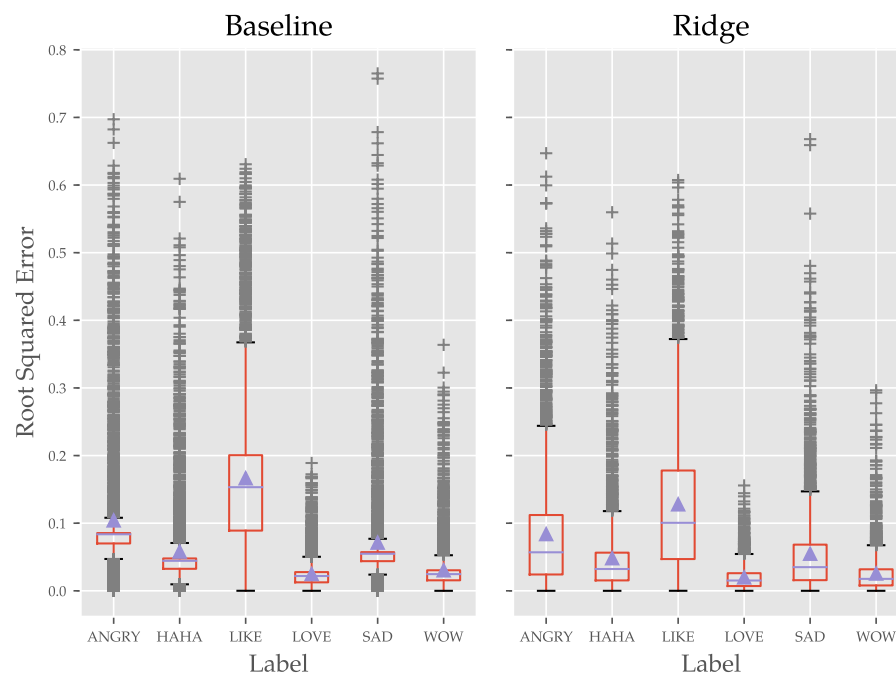 Baseline
Ridge
Root Squared Error
0.8
0.7
0.6
0.5
0.4
0.3
0.2
0.1
0.0
ANGRY HAHA LIKE LOVE SAD WOW
ANGRY HAHA LIKE LOVE SAD WOW
Label
Label